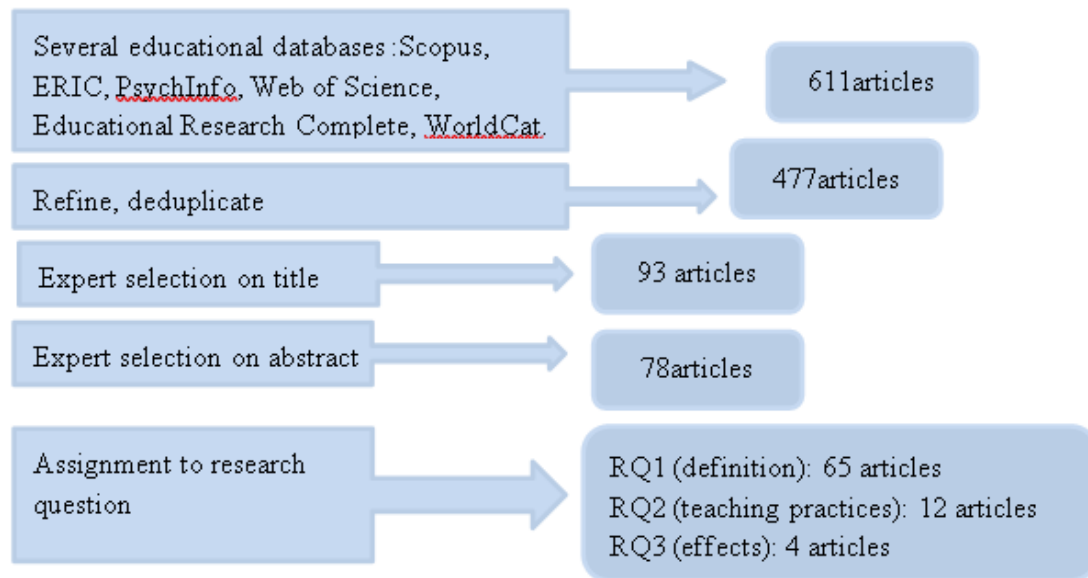 Several educational databases :Scopus,
ERIC, PsychInfo, Web of Science,
Educational Research Complete, WorldCat.
611articles
Refine, deduplicate
477articles
Expert selection on title
93 articles
Expert selection on abstract
78articles
Assignment to research
question
RQ1 (definition): 65 articles
RQ2 (teaching practices): 12 articles
RQ3 (effects): 4 articles